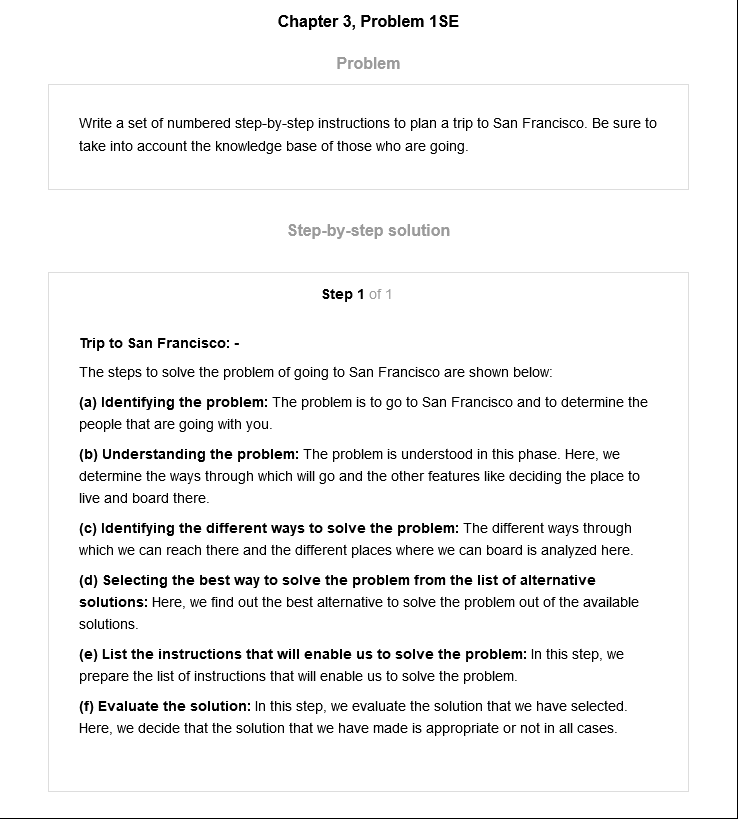 Chapter 3, Problem 1SE
Problem
Write a set of numbered step-by-step instructions to plan a trip to San Francisco. Be sure to
take into account the knowledge base of those who are going.
Step-by-step solution
Step 1 of 1
Trip to San Francisco: -
The steps to solve the problem of going to San Francisco are shown below:
(a) Identifying the problem: The problem is to go to San Francisco and to determine the
people that are going with you.
(b) Understanding the problem: The problem is understood in this phase. Here, we
determine the ways through which will go and the other features like deciding the place to
live and board there.
(c) Identifying the different ways to solve the problem: The different ways through
which we can reach there and the different places where we can board is analyzed here.
(d) Selecting the best way to solve the problem from the list of alternative
solutions: Here, we find out the best alternative to solve the problem out of the available
solutions.
(e) List the instructions that will enable us to solve the problem: In this step, we
prepare the list of instructions that will enable us to solve the problem.
(f) Evaluate the solution: In this step, we evaluate the solution that we have selected.
Here, we decide that the solution that we have made is appropriate or not in all cases.